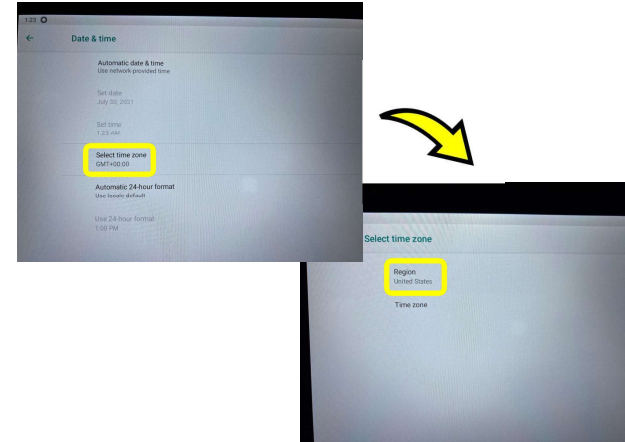 1:23
Date & time
Automatic date & time
Use network-provided time
Set date
July 30, 2021
Set time
1:23 AM
Select time zone
GMT+00:00
Automatic 24-hour format
Use locale default
Use 24-hour format
1:00 PM
Select time zone
Region
United States
Time zone